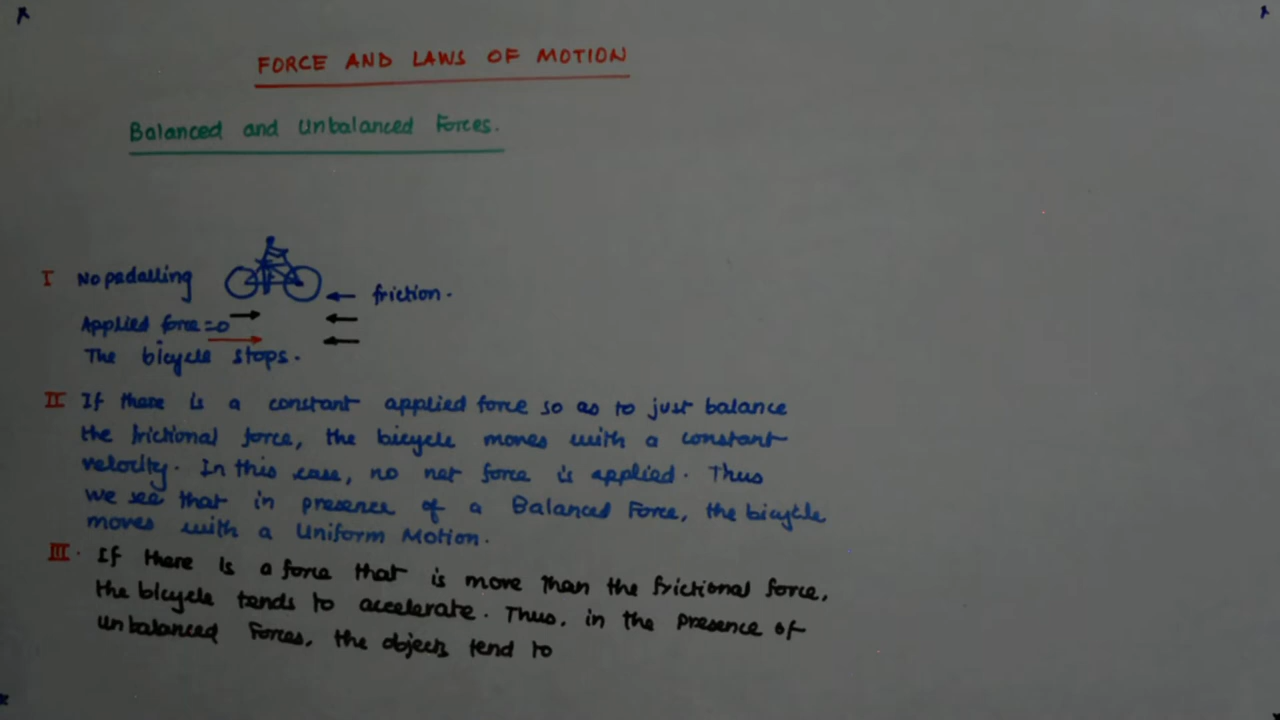 FORCE AND LAWS OF MOTION
Balanced and Unbalanced Forces.
I No padalling
friction.
Applied force = 0
The bicycle stops.
II If there is a constant applied force so as to just balance
the frictional force, the bicycle moves with a constant
velocity. In this case, no net force is applied. Thus
we see that in presence of a Balanced Force, the bicycle
moves with a Uniform Motion.
III. If there is a force that is more than the frictional force,
the bicycle tends to accelerate. Thus, in the presence of
unbalanced Forces, the objects tend to